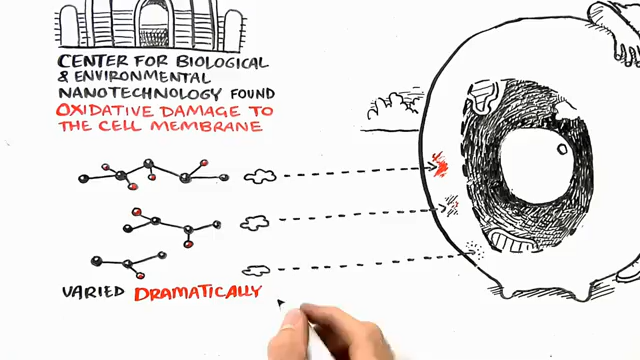 CENTER FOR BIOLOGICAL
& ENVIRONMENTAL
NANOTECHNOLOGY FOUND
OXIDATIVE DAMAGE TO
THE CELL MEMBRANE
VARIED DRAMATICALLY